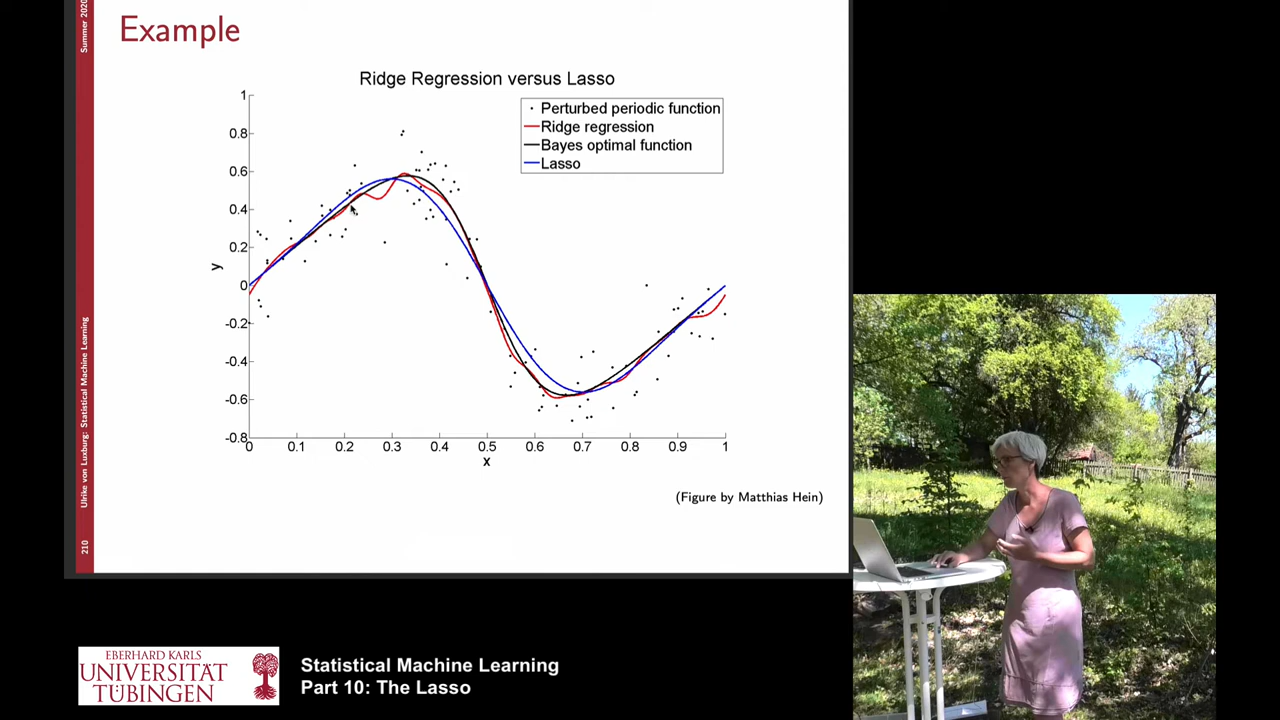 Summer 2020
Ulrike von Luxburg: Statistical Machine Learning
210
Example
Ridge Regression versus Lasso
Perturbed periodic function
Ridge regression
Bayes optimal function
Lasso
1
0.8
0.6
0.4
0.2
0
-0.2
-0.4
-0.6
-0.8
y
0 0.1 0.2 0.3 0.4 0.5 0.6 0.7 0.8 0.9 1
x
(Figure by Matthias Hein)
EBERHARD KARLS
UNIVERSITÄT
TÜBINGEN
Statistical Machine Learning
Part 10: The Lasso